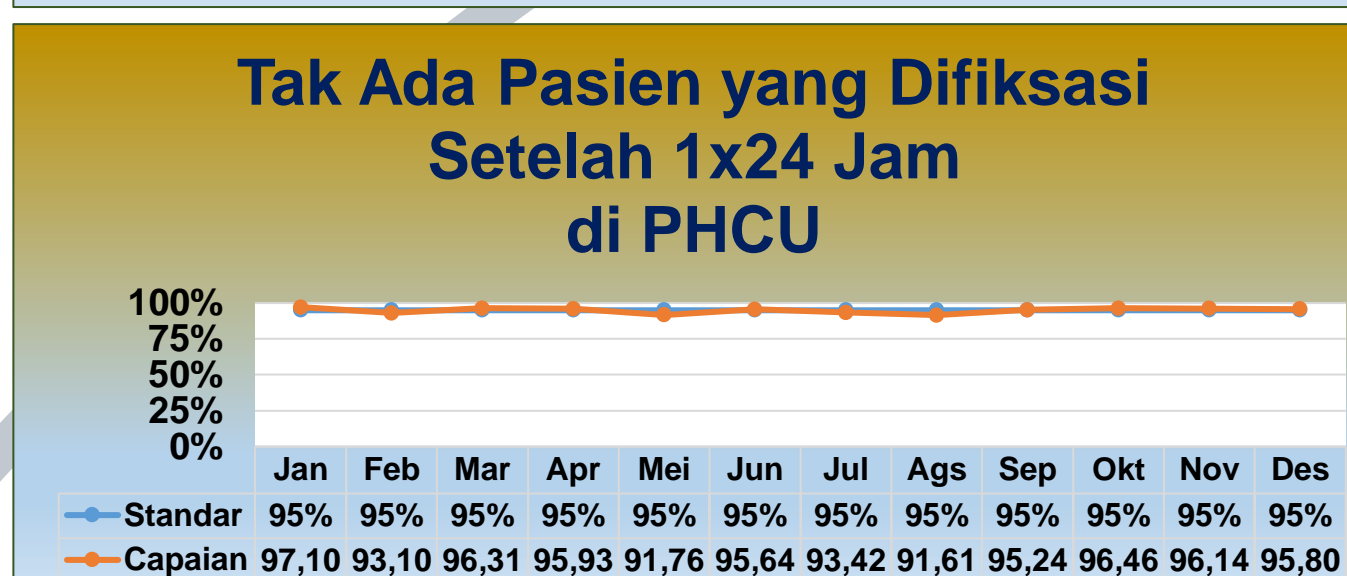 Tak Ada Pasien yang Difiksasi
Setelah 1x24 Jam
di PHCU
100%
75%
50%
25%
0%
Jan Feb Mar Apr Mei Jun Jul Ags Sep Okt Nov Des
Standar 95% 95% 95% 95% 95% 95% 95% 95% 95% 95% 95% 95%
Capaian 97,10 93,10 96,31 95,93 91,76 95,64 93,42 91,61 95,24 96,46 96,14 95,80